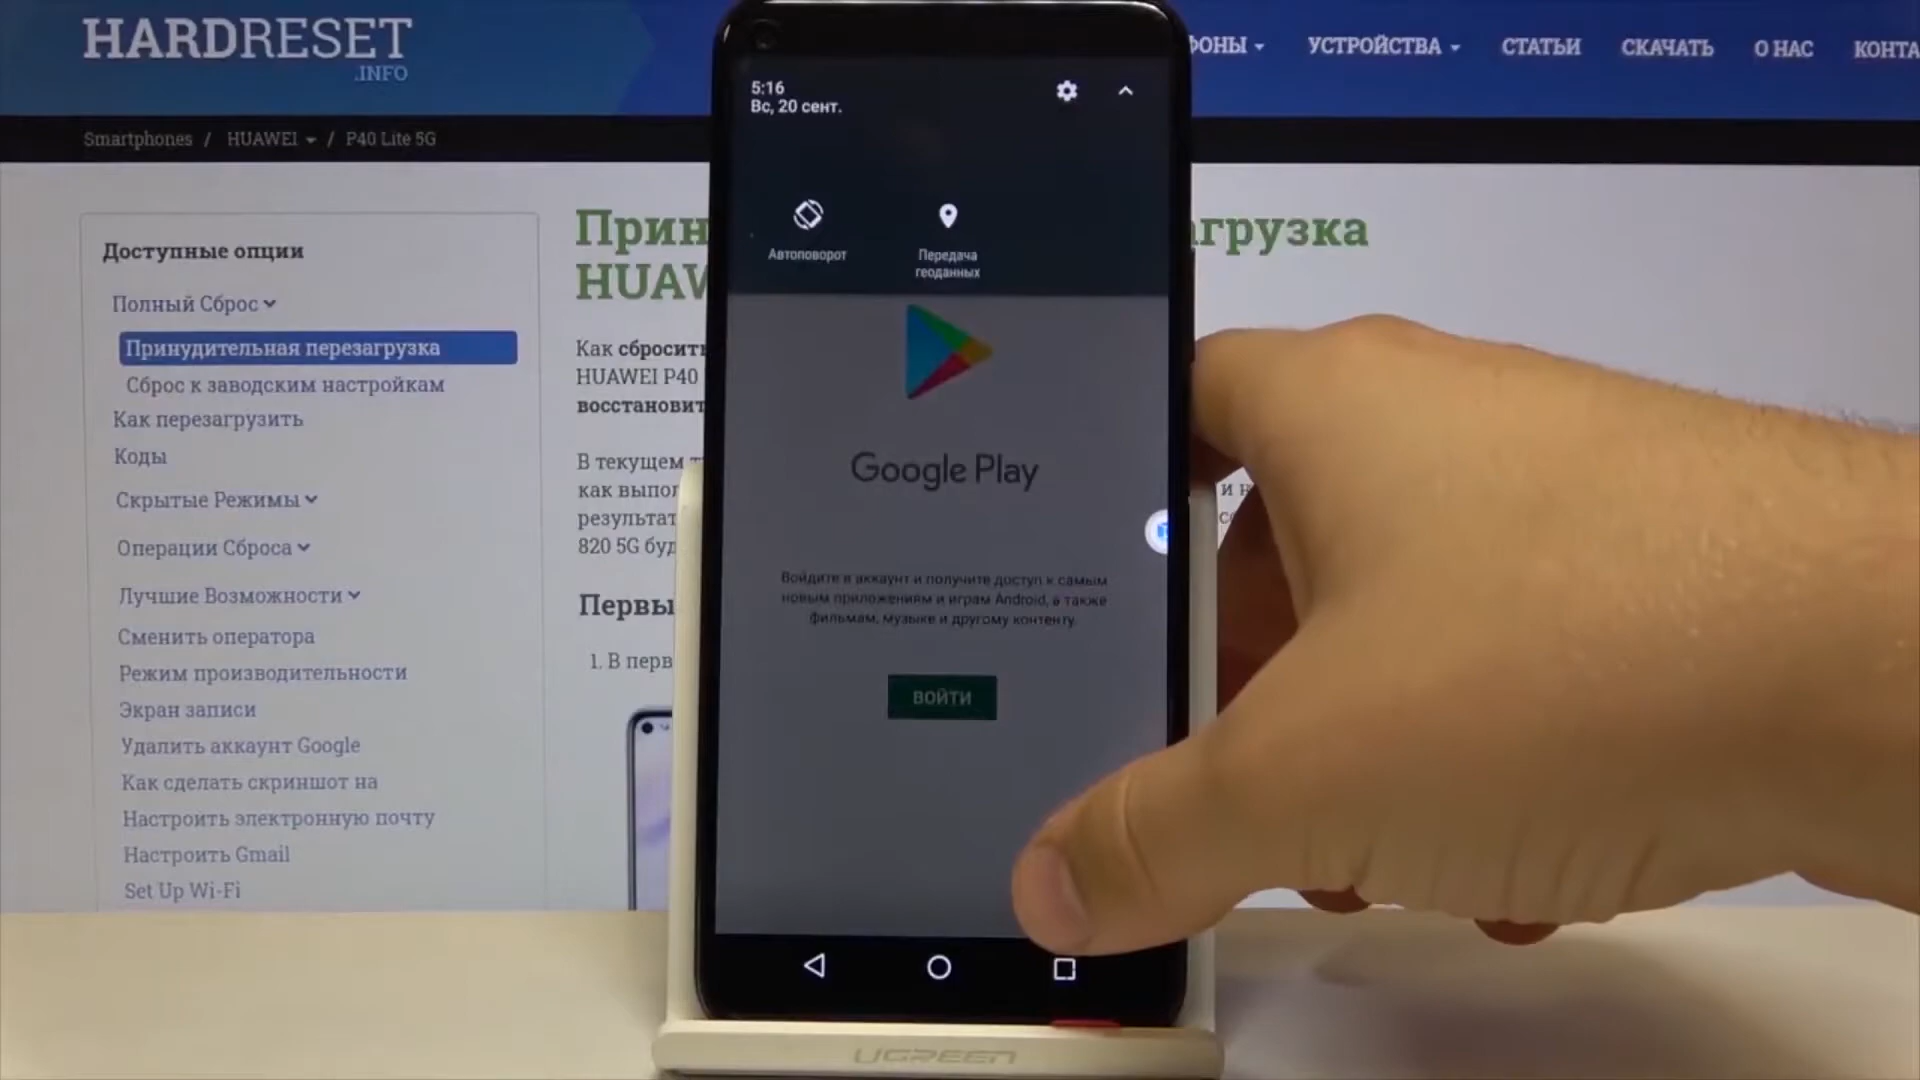 HARDRESET
.INFO
ФОНЫ
УСТРОЙСТВА
СТАТЬИ
СКАЧАТЬ
О НАС
КОНТА
Smartphones / HUAWEI / P40 Lite 5G
Доступные опции
Полный Сброс
Принудительная перезагрузка
Сброс к заводским настройкам
Как перезагрузить
Коды
Скрытые Режимы
Операции Сброса
Лучшие Возможности
Сменить оператора
Режим производительности
Экран записи
Удалить аккаунт Google
Как сделать скриншот на
Настроить электронную почту
Настроить Gmail
Set Up Wi-Fi
Прин
агрузка
HUAW
Как сбросить
HUAWEI P40
восстановит
В текущем т
как выпол
и н
результат
со
820 5G буд
Первы
1. В перв
5:16
Вс, 20 сент.
Автоповорот
Передача
геоданных
Google Play
Войдите в аккаунт и получите доступ к самым
новым приложениям и играм Android, а также
фильмам, музыке и другому контенту.
ВОЙТИ
UGREEN